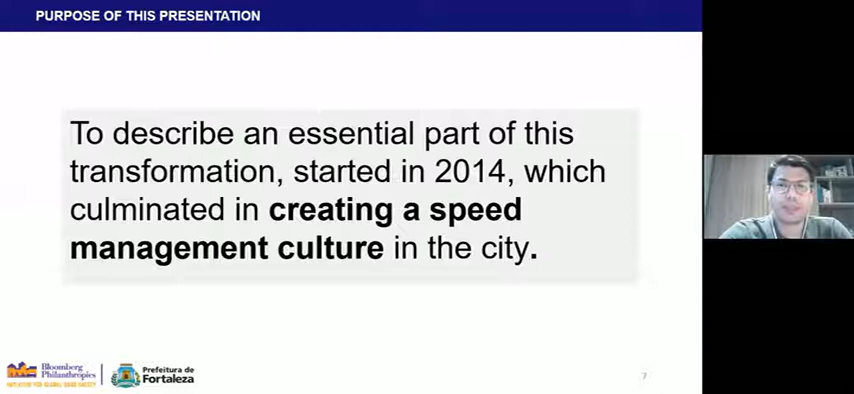 PURPOSE OF THIS PRESENTATION
To describe an essential part of this
transformation, started in 2014, which
culminated in creating a speed
management culture in the city.
Bloomberg
Philanthropies
INITIATIVE FOR GLOBAL ROAD SAFETY
Prefeitura de
Fortaleza
7